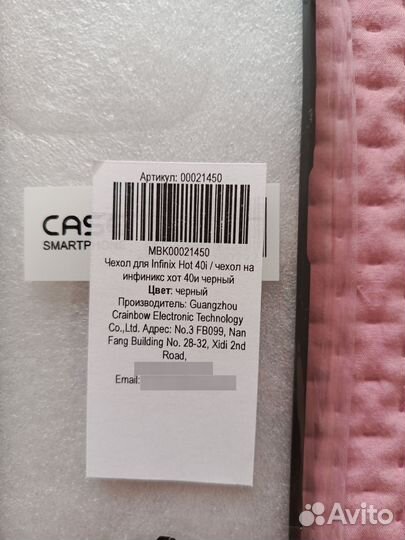 Артикул: 00021450
CAS
SMARTPH
MBK00021450
Чехол для Infinix Hot 40i / чехол на
инфиникс хот 40и черный
Цвет: черный
Производитель: Guangzhou
Crainbow Electronic Technology
Co.,Ltd. Адрес: No.3 FB099, Nan
Fang Building No. 28-32, Xidi 2nd
Road,
Email:
Avito